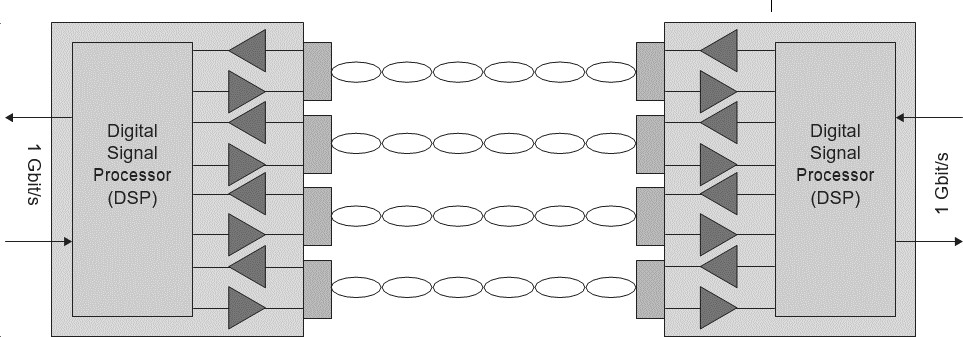 1 Gbit/s
Digital
Signal
Processor
(DSP)
Digital
Signal
Processor
(DSP)
1 Gbit/s